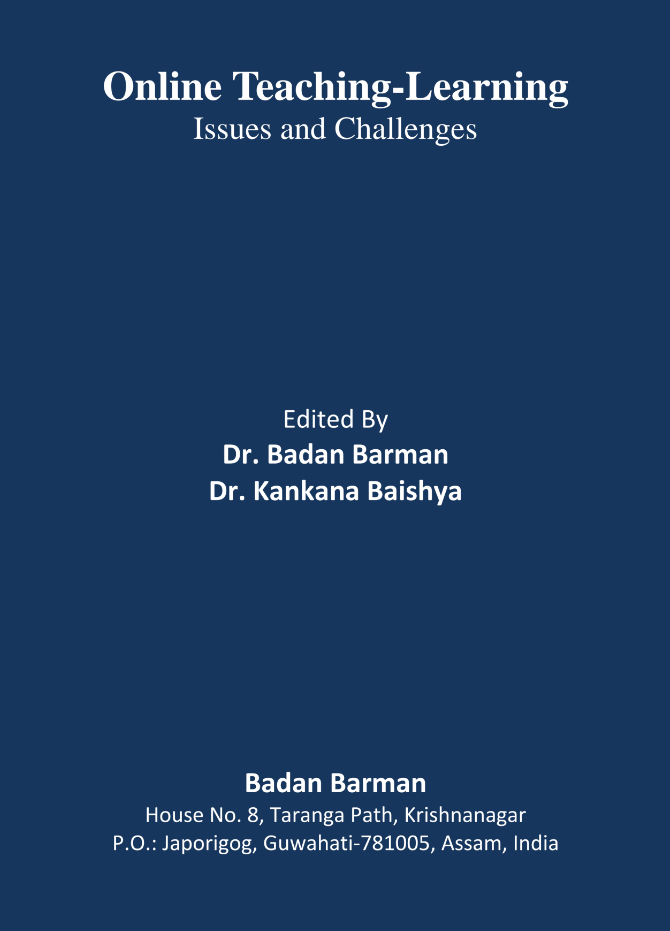 Online Teaching-Learning
Issues and Challenges
Edited By
Dr. Badan Barman
Dr. Kankana Baishya
Badan Barman
House No. 8, Taranga Path, Krishnanagar
P.O.: Japorigog, Guwahati-781005, Assam, India